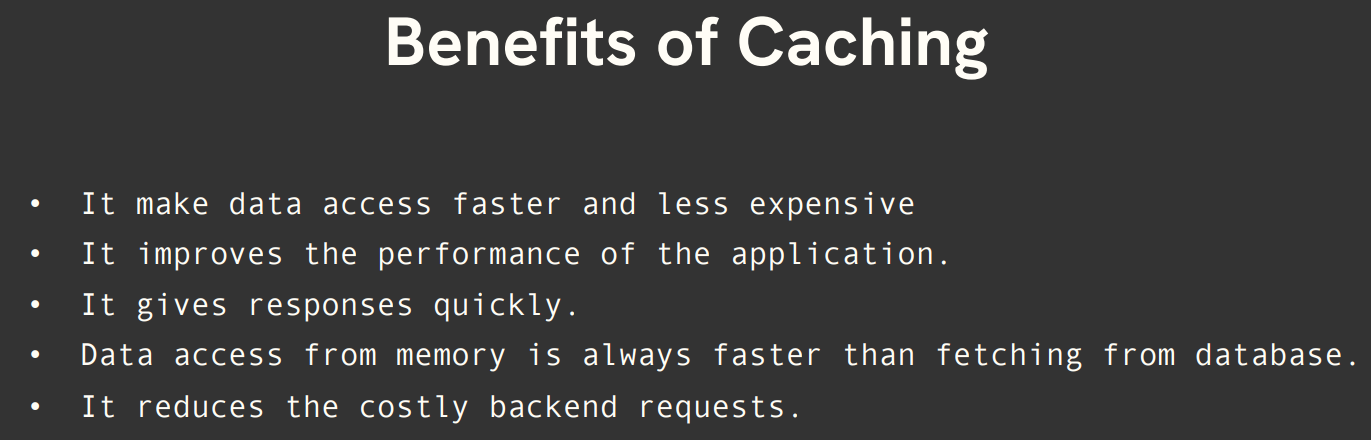 Benefits of Caching
• It make data access faster and less expensive
• It improves the performance of the application.
• It gives responses quickly.
• Data access from memory is always faster than fetching from database.
• It reduces the costly backend requests.